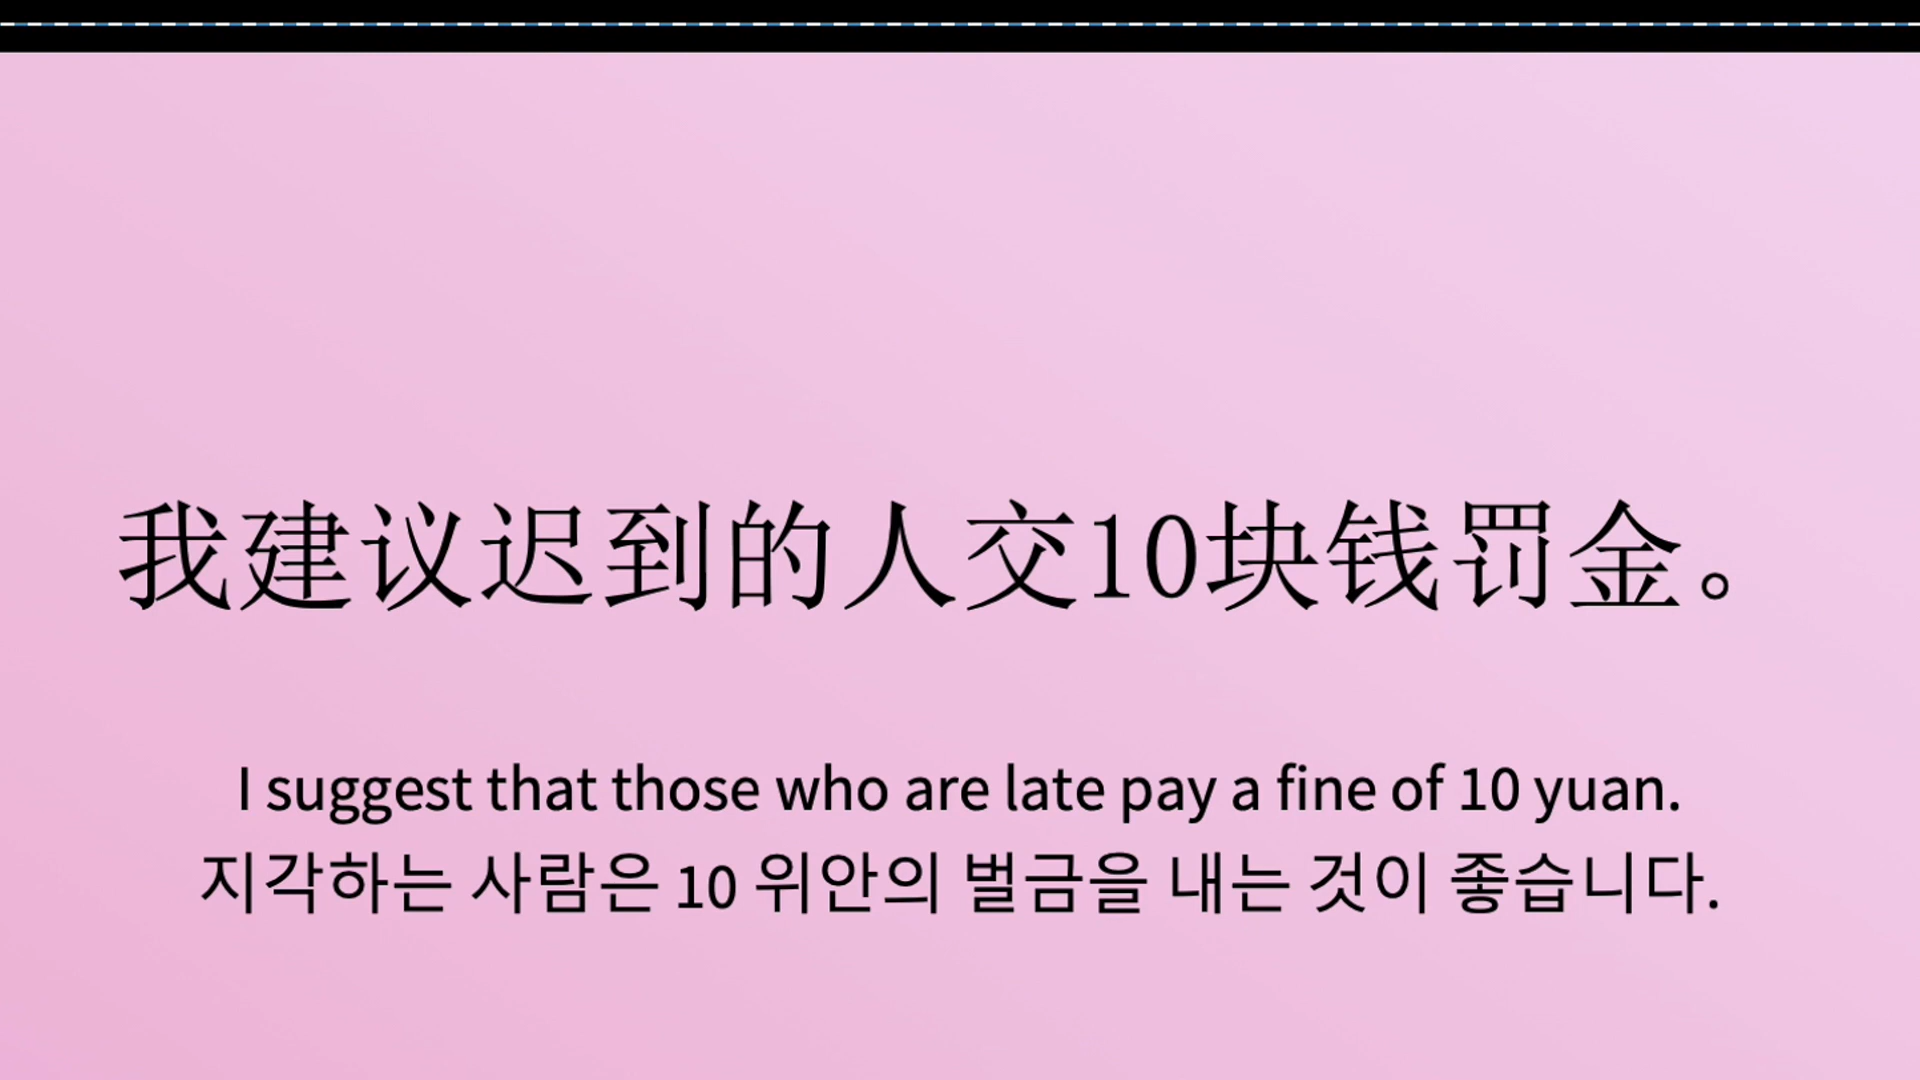 我建议迟到的人交10块钱罚金。
I suggest that those who are late pay a fine of 10 yuan.
지각하는 사람은 10 위안의 벌금을 내는 것이 좋습니다.